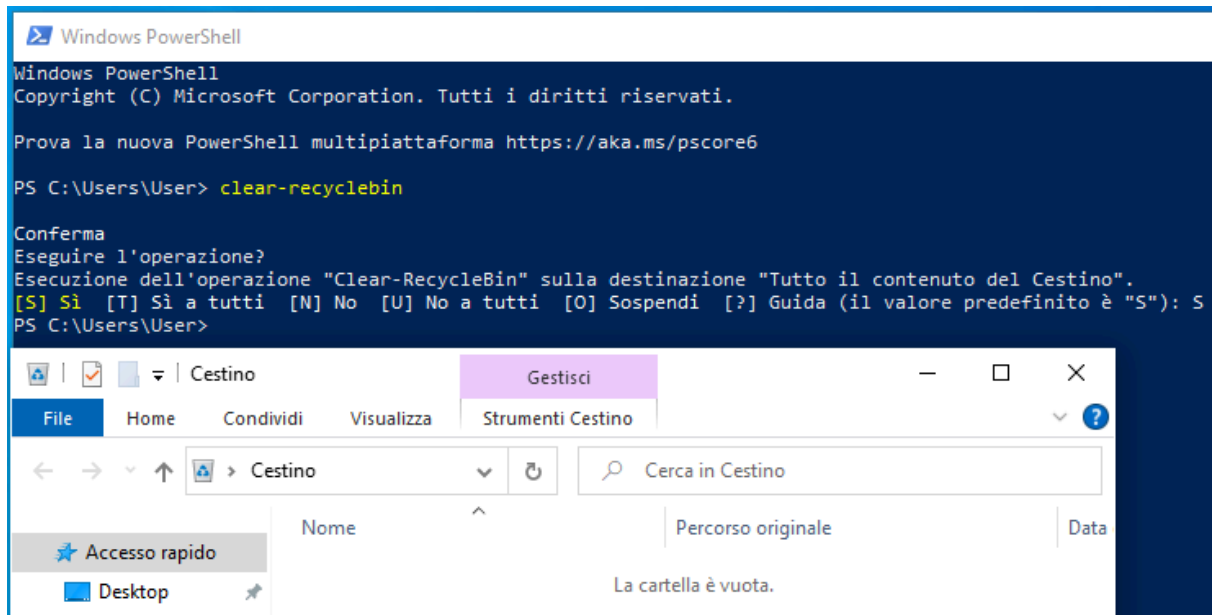 Windows PowerShell
Windows PowerShell
Copyright (C) Microsoft Corporation. Tutti i diritti riservati.
Prova la nuova PowerShell multipiattaforma https://aka.ms/pscore6
PS C:\Users\User> clear-recyclebin
Conferma
Eseguire l'operazione?
Esecuzione dell'operazione "Clear-RecycleBin" sulla destinazione "Tutto il contenuto del Cestino".
[S] Sì  [T] Sì a tutti  [N] No  [U] No a tutti  [O] Sospendi  [?] Guida (il valore predefinito è "S"): S
PS C:\Users\User>
Cestino Gestisci
File Home Condividi Visualizza Strumenti Cestino ?
Cestino Cerca in Cestino
Nome Percorso originale Data
Accesso rapido
Desktop La cartella è vuota.